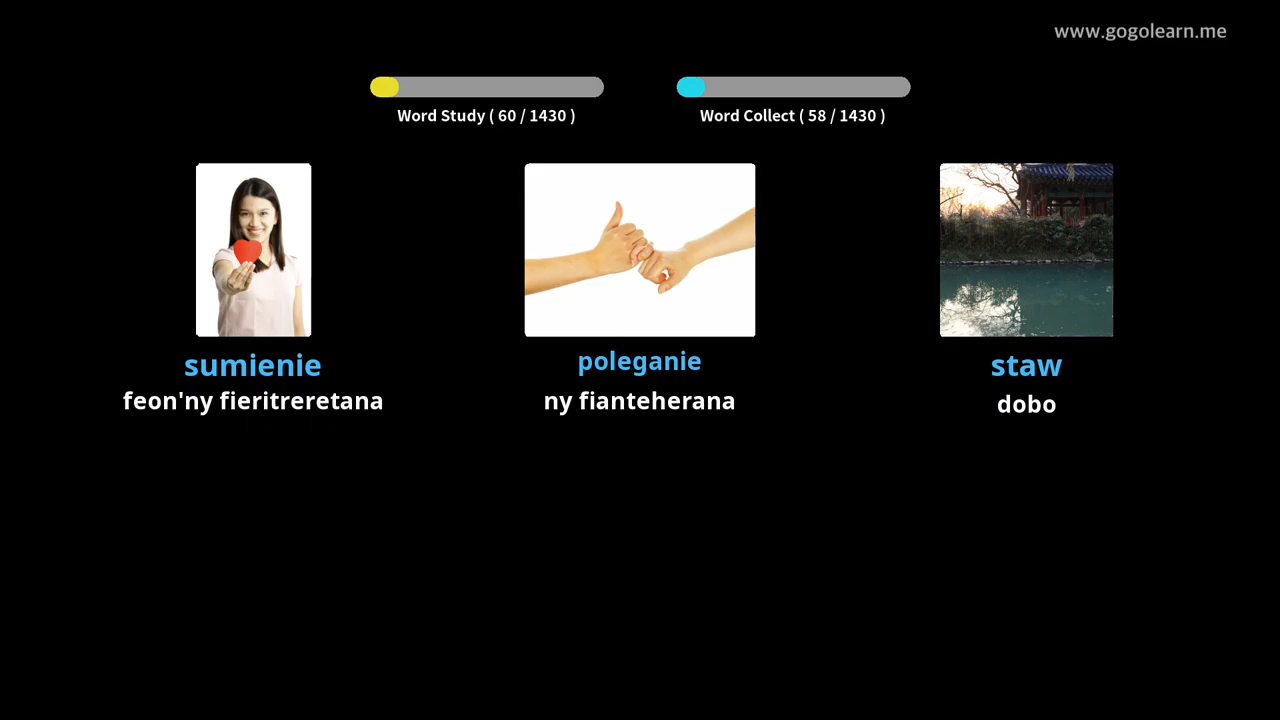 www.gogolearn.me
Word Study ( 60 / 1430 )
Word Collect ( 58 / 1430 )
sumienie
feon'ny fieritreretana
poleganie
ny fianteherana
staw
dobo